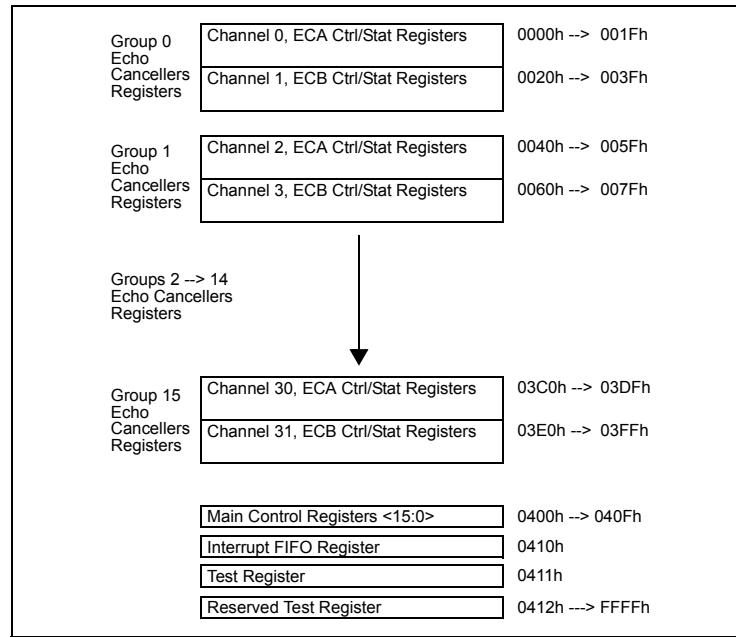 Group 0
Echo
Cancellers
Registers
Channel 0, ECA Ctrl/Stat Registers
0000h --> 001Fh
Channel 1, ECB Ctrl/Stat Registers
0020h --> 003Fh
Group 1
Echo
Cancellers
Registers
Channel 2, ECA Ctrl/Stat Registers
0040h --> 005Fh
Channel 3, ECB Ctrl/Stat Registers
0060h --> 007Fh
Groups 2 --> 14
Echo Cancellers
Registers
Group 15
Echo
Cancellers
Registers
Channel 30, ECA Ctrl/Stat Registers
03C0h --> 03DFh
Channel 31, ECB Ctrl/Stat Registers
03E0h --> 03FFh
Main Control Registers <15:0>
0400h --> 040Fh
Interrupt FIFO Register
0410h
Test Register
0411h
Reserved Test Register
0412h ---> FFFFh